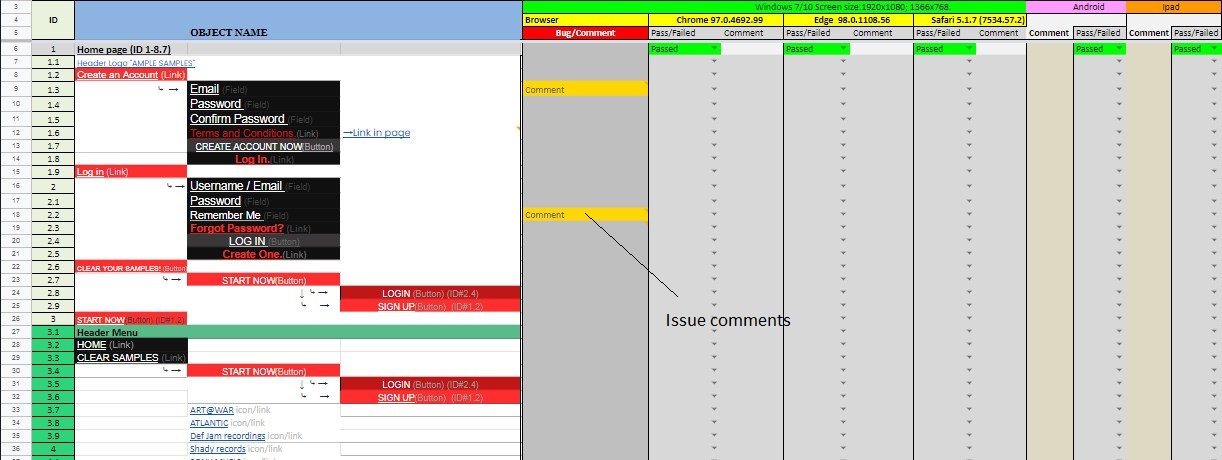 3 Windows 7/10 Screen size:1920x1080; 1366x768. Android Ipad
4 ID OBJECT NAME Browser Chrome 97.0.4692.99 Edge 98.0.1108.56 Safari 5.1.7 (7534.57.2)
5 Bug/Comment Pass/Failed Comment Pass/Failed Comment Pass/Failed Comment Comment Pass/Failed Comment Pass/Failed
6 1 Home page (ID 1-8.7) Passed Passed Passed Passed Passed
7 1.1 Header Logo "AMPLE SAMPLES"
8 1.2 Create an Account (Link)
9 1.3 Email (Field) Comment
10 1.4 Password (Field)
11 1.5 Confirm Password (Field)
12 1.6 Terms and Conditions.(Link) →Link in page
13 1.7 CREATE ACCOUNT NOW(Button)
14 1.8 Log In.(Link)
15 1.9 Log in (Link)
16 2 Username / Email (Field)
17 2.1 Password (Field)
18 2.2 Remember Me (Field) Comment
19 2.3 Forgot Password? (Link)
20 2.4 LOG IN (Button)
21 2.5 Create One.(Link)
22 2.6 CLEAR YOUR SAMPLES! (Button)
23 2.7 START NOW(Button)
24 2.8 LOGIN (Button) (ID#2.4)
25 2.9 SIGN UP(Button) (ID#1.2)
Issue comments
26 3 START NOW(Button) (ID#1.2)
27 3.1 Header Menu
28 3.2 HOME (Link)
29 3.3 CLEAR SAMPLES (Link)
30 3.4 START NOW(Button)
31 3.5 LOGIN (Button) (ID#2.4)
32 3.6 SIGN UP(Button) (ID#1.2)
33 3.7 ART@WAR icon/link
34 3.8 ATLANTIC icon/link
35 3.9 Def Jam recordings icon/link
36 4 Shady records icon/link